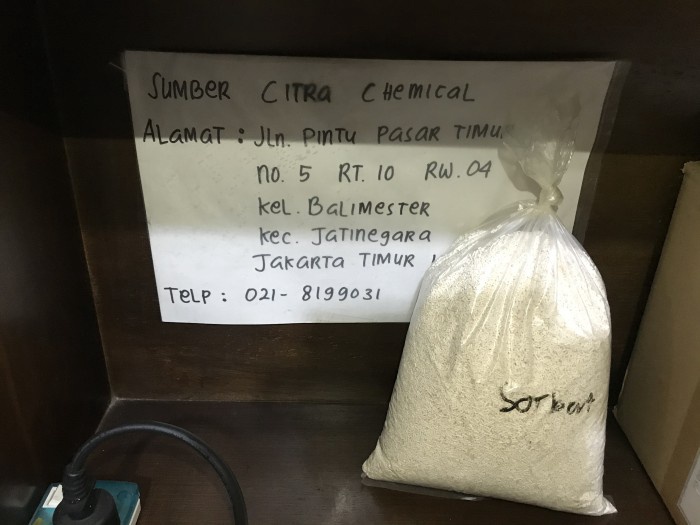 SUMBER CITRA CHEMICAL
ALAMAT : JLn. PINTU PASAR TIMUR
NO. 5 RT. 10 RW. 04
KEL. BALIMESTER
KEC. JATINEGARA
JAKARTA TIMUR
TELP : 021- 8199031
Sorbent